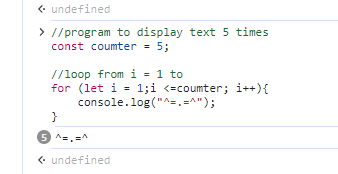 undefined
//program to display text 5 times
const coumter = 5;
//loop from i = 1 to
for (let i = 1;i <=coumter; i++){
    console.log("^=.=^");
}
5 ^=.=^
undefined